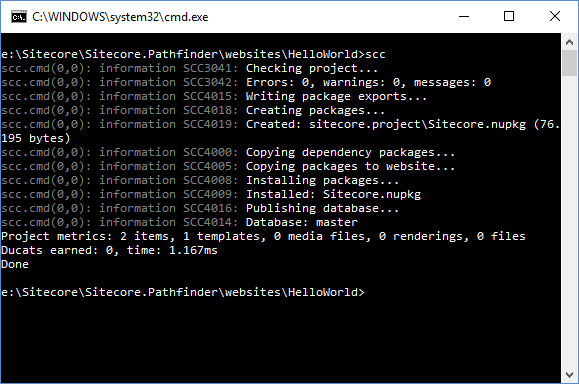 C:\WINDOWS\system32\cmd.exe
e:\Sitecore\Sitecore.Pathfinder\websites\HelloWorld>scc
scc.cmd(0,0): information SCC3041: Checking project...
scc.cmd(0,0): information SCC3042: Errors: 0, warnings: 0, messages: 0
scc.cmd(0,0): information SCC4015: Writing package exports...
scc.cmd(0,0): information SCC4018: Creating packages...
scc.cmd(0,0): information SCC4019: Created: sitecore.project\Sitecore.nupkg (76.
195 bytes)
scc.cmd(0,0): information SCC4000: Copying dependency packages...
scc.cmd(0,0): information SCC4005: Copying packages to website...
scc.cmd(0,0): information SCC4008: Installing packages...
scc.cmd(0,0): information SCC4009: Installed: Sitecore.nupkg
scc.cmd(0,0): information SCC4016: Publishing database...
scc.cmd(0,0): information SCC4014: Database: master
Project metrics: 2 items, 1 templates, 0 media files, 0 renderings, 0 files
Ducats earned: 0, time: 1.167ms
Done
e:\Sitecore\Sitecore.Pathfinder\websites\HelloWorld>